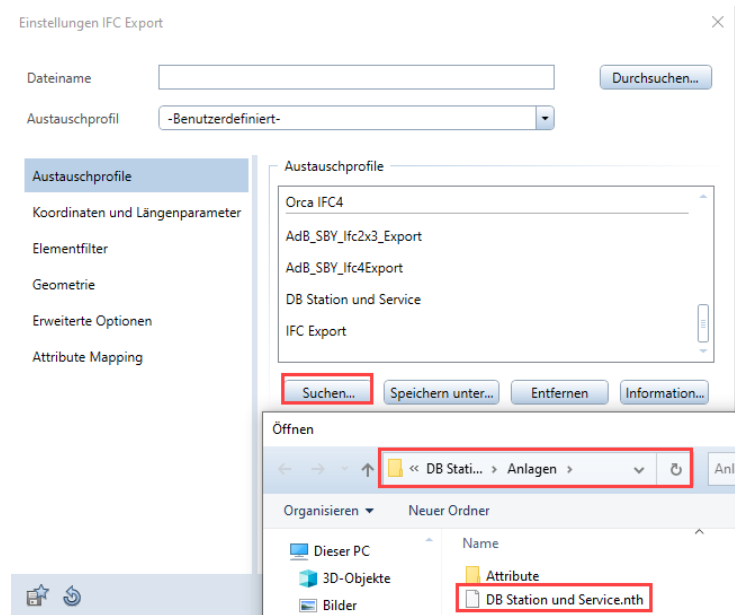 Einstellungen IFC Export
Dateiname
Durchsuchen...
Austauschprofil
-Benutzerdefiniert-
Austauschprofile
Koordinaten und Längenparameter
Elementfilter
Geometrie
Erweiterte Optionen
Attribute Mapping
Austauschprofile
Orca IFC4
AdB_SBY_Ifc2x3_Export
AdB_SBY_Ifc4Export
DB Station und Service
IFC Export
Suchen... Speichern unter... Entfernen Information...
Öffnen
« DB Stati... › Anlagen ›
Anl
Organisieren Neuer Ordner
Dieser PC
3D-Objekte
Bilder
Name
Attribute
DB Station und Service.nth